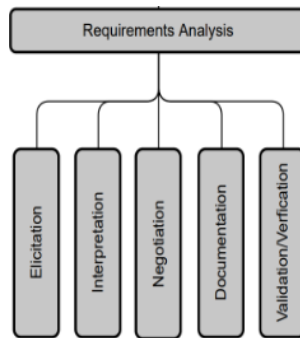 Requirements Analysis
Elicitation
Interpretation
Negotiation
Documentation
Validation/Verfication